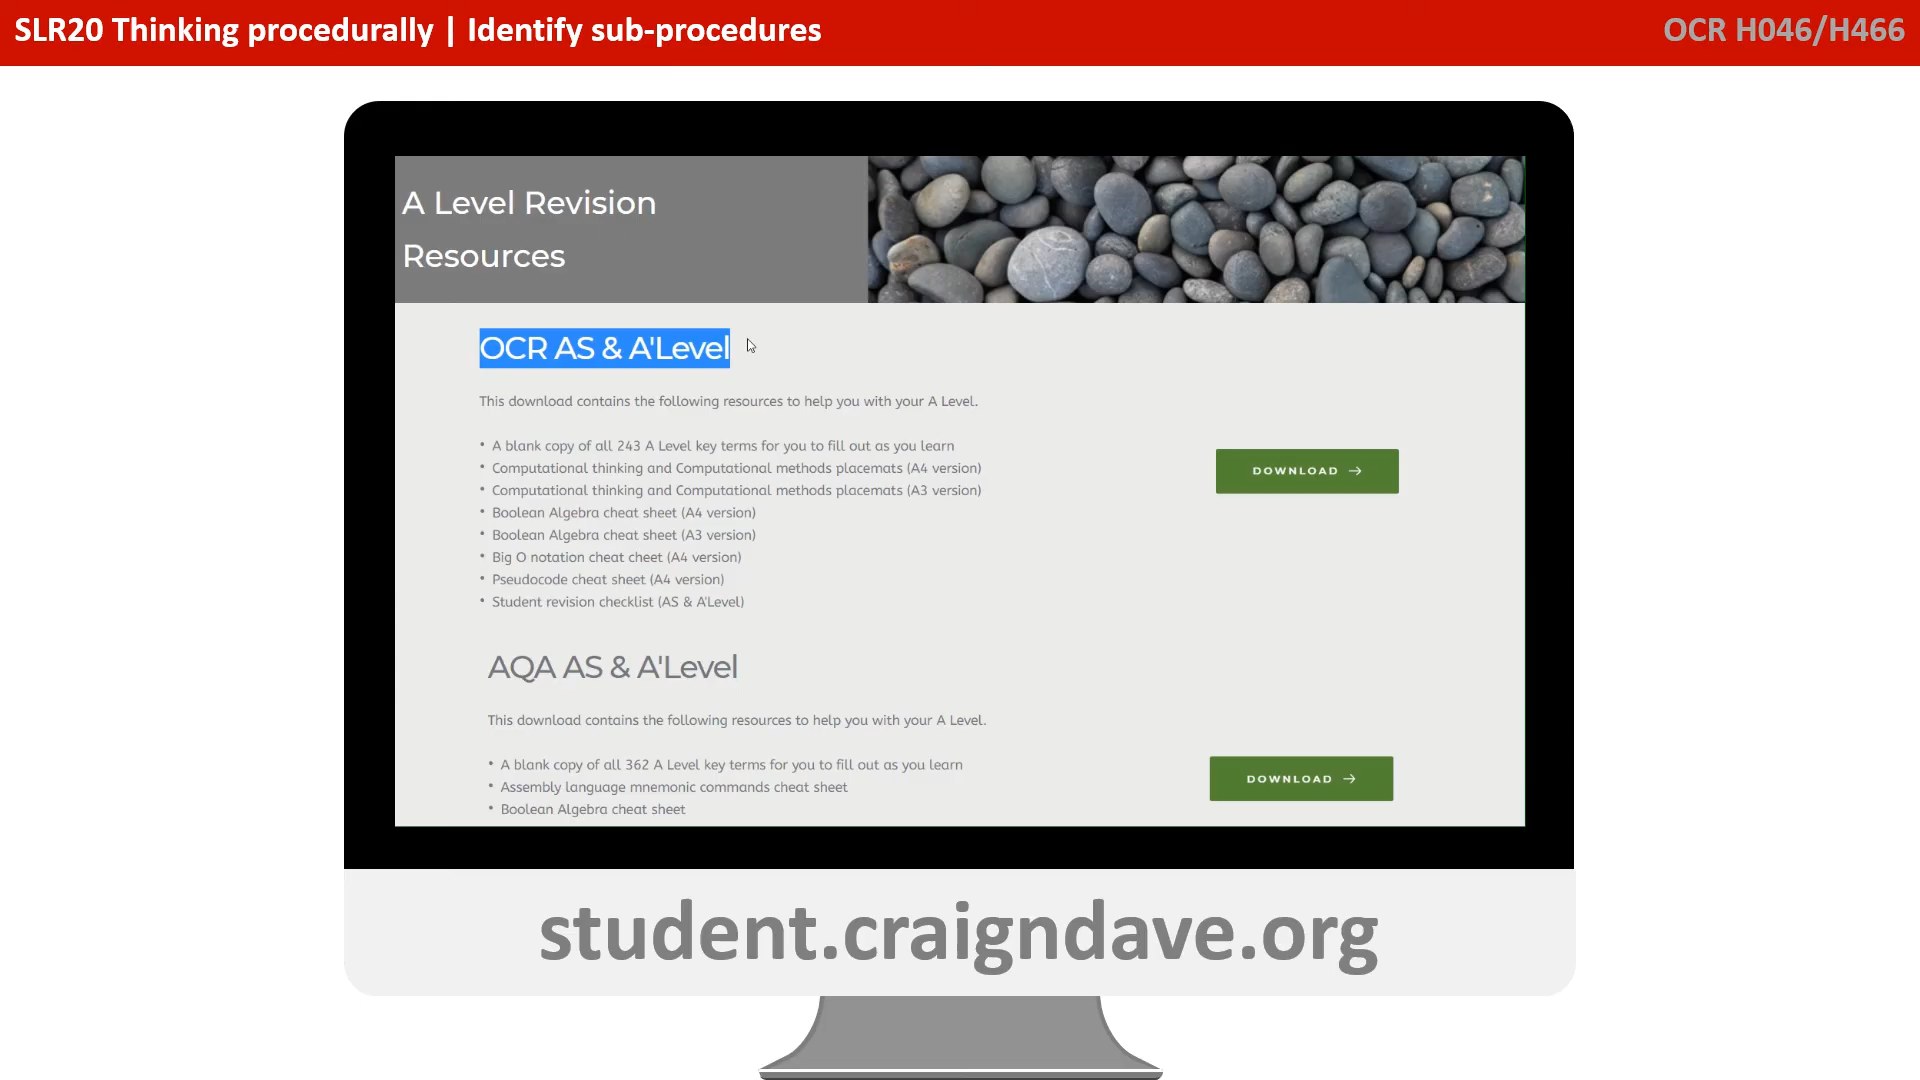 SLR20 Thinking procedurally | Identify sub-procedures
OCR H046/H466
A Level Revision
Resources
OCR AS & A'Level
This download contains the following resources to help you with your A Level.
• A blank copy of all 243 A Level key terms for you to fill out as you learn
• Computational thinking and Computational methods placemats (A4 version)
• Computational thinking and Computational methods placemats (A3 version)
• Boolean Algebra cheat sheet (A4 version)
• Boolean Algebra cheat sheet (A3 version)
• Big O notation cheat cheet (A4 version)
• Pseudocode cheat sheet (A4 version)
• Student revision checklist (AS & A'Level)
DOWNLOAD →
AQA AS & A'Level
This download contains the following resources to help you with your A Level.
• A blank copy of all 362 A Level key terms for you to fill out as you learn
• Assembly language mnemonic commands cheat sheet
• Boolean Algebra cheat sheet
DOWNLOAD →
student.craigndave.org